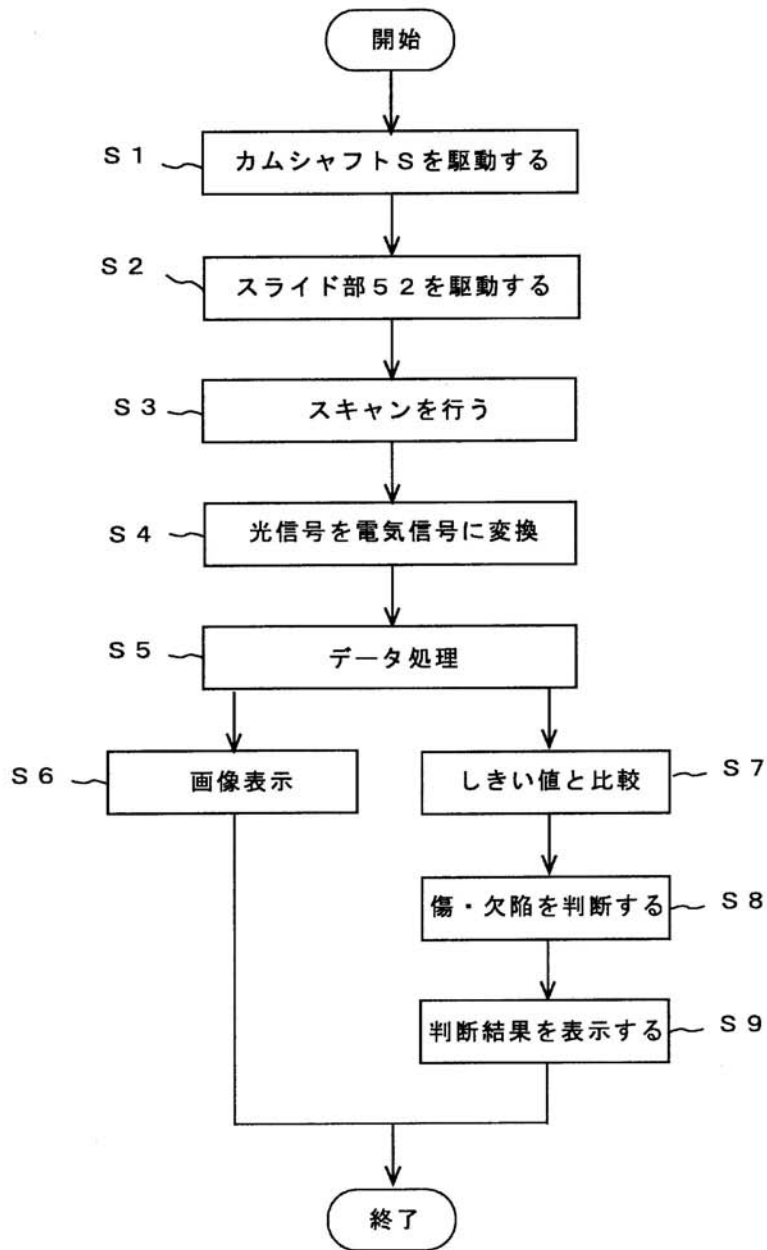 開始
S1 カムシャフトSを駆動する
S2 スライド部52を駆動する
S3 スキャンを行う
S4 光信号を電気信号に変換
S5 データ処理
S6 画像表示
しきい値と比較 S7
傷・欠陥を判断する S8
判断結果を表示する S9
終了